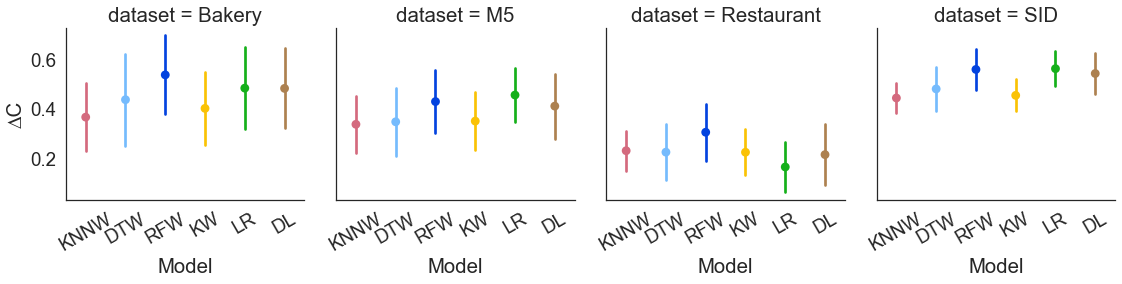 dataset = Bakery
dataset = M5
dataset = Restaurant
dataset = SID
ΔC
0.6
0.4
0.2
KNNW DTW RFW KW LR DL
KNNW DTW RFW KW LR DL
KNNW DTW RFW KW LR DL
KNNW DTW RFW KW LR DL
Model
Model
Model
Model